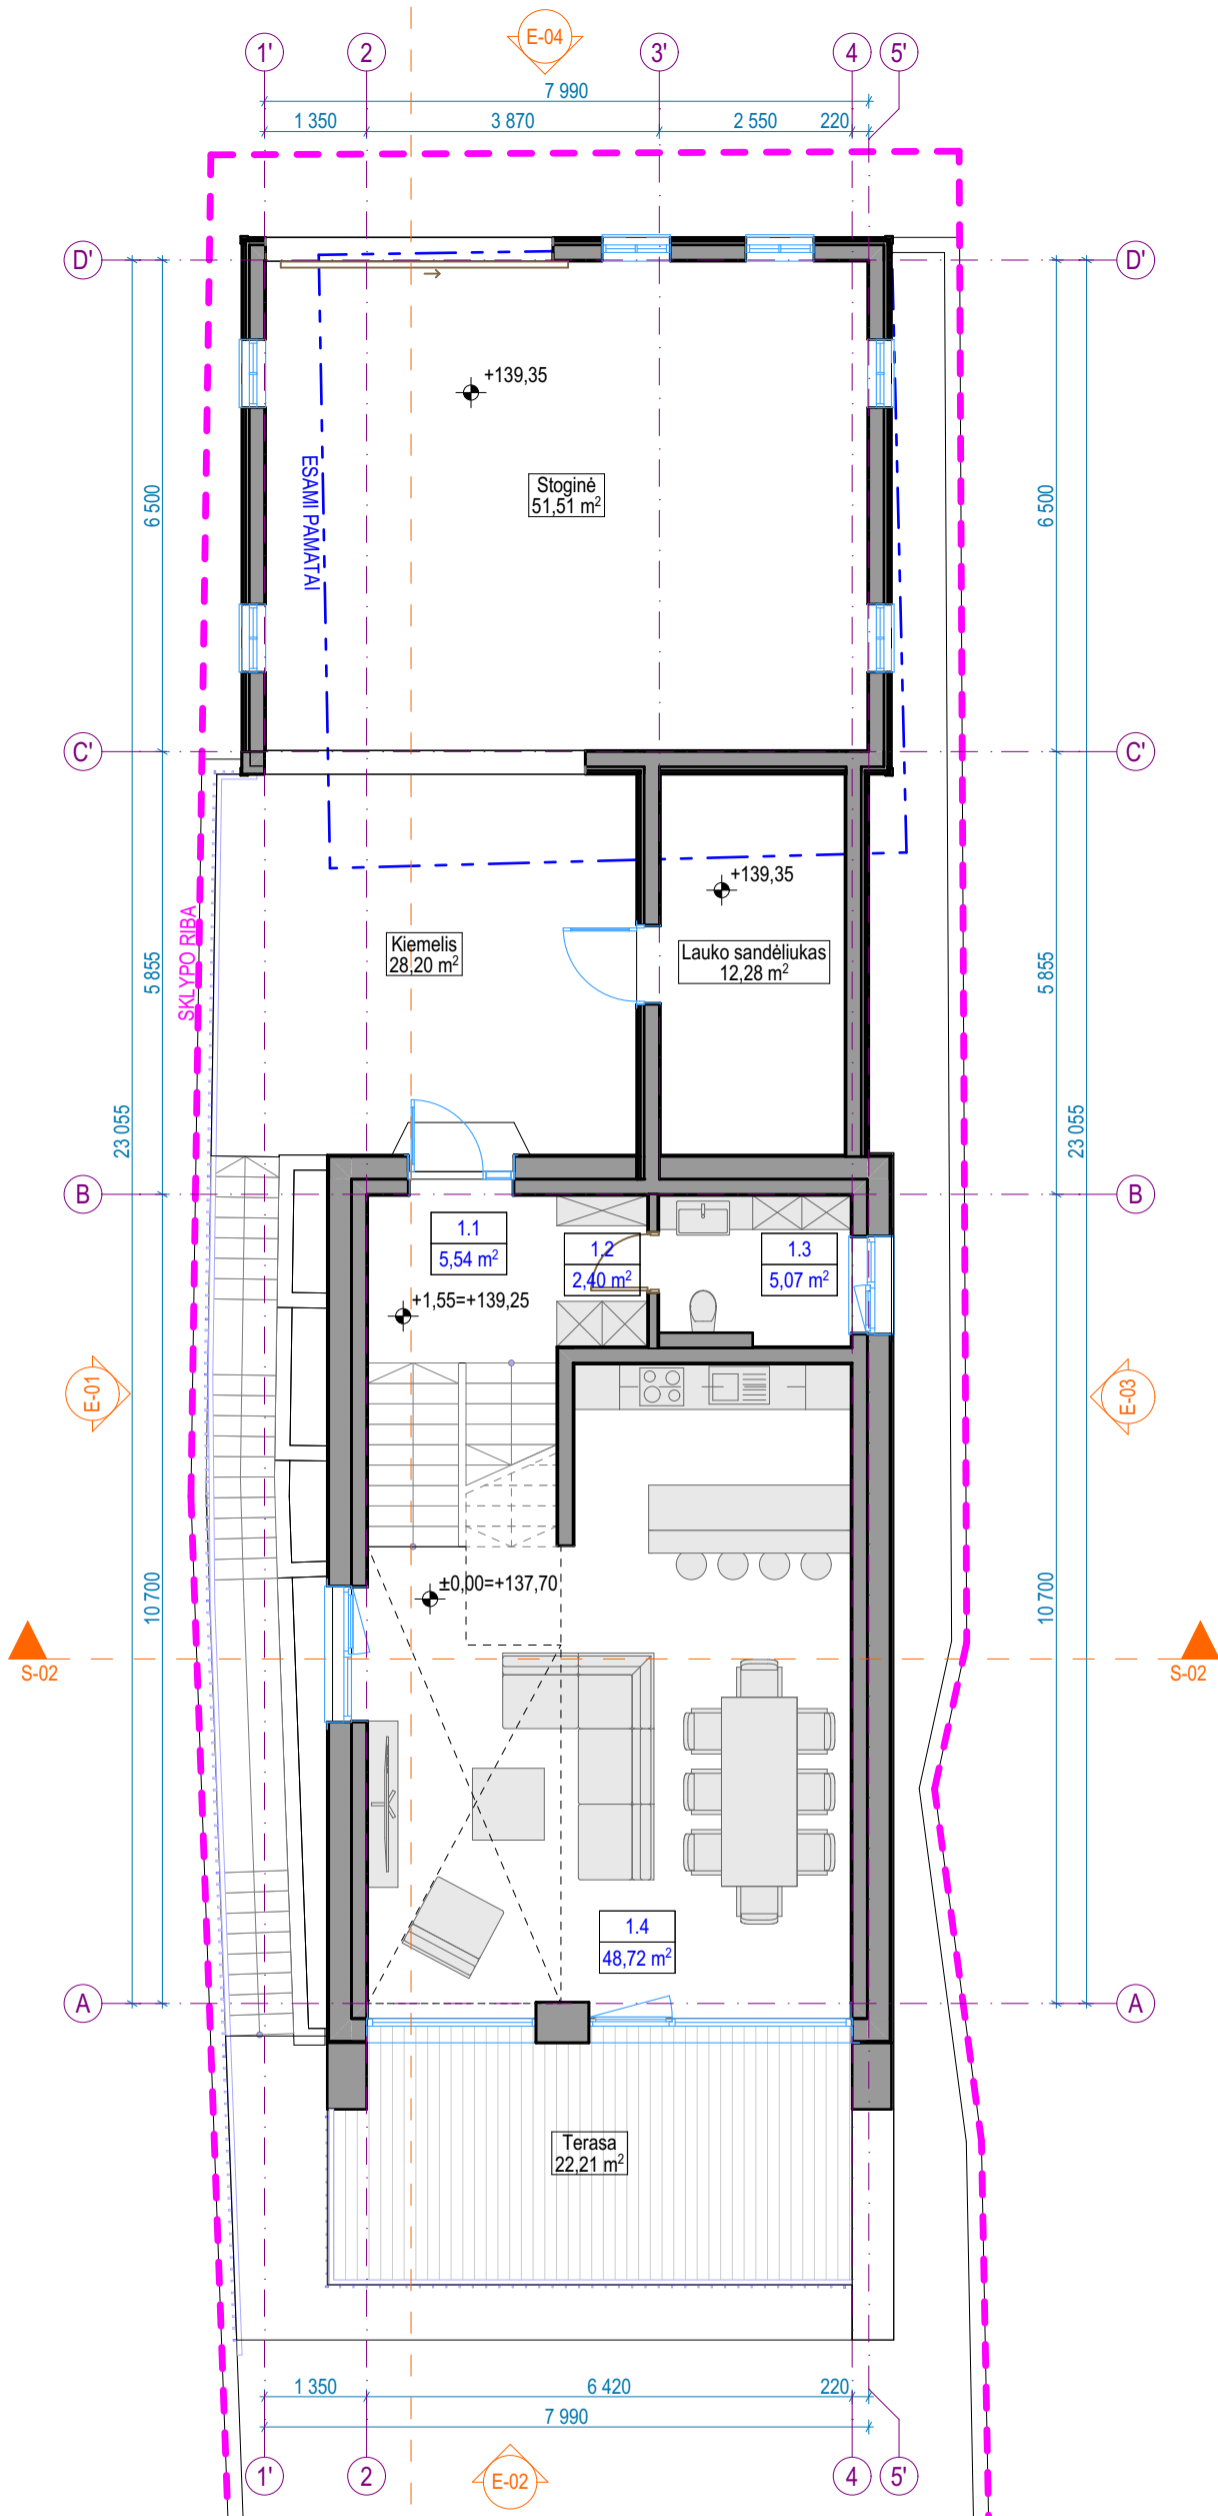 E-04
1' 2 3' 4 5'
7 990
1 350 3 870 2 550 220
D' D'
+139,35
ESAMI PAMATAI
Stoginė
51,51 m²
6 500 6 500
C' C'
+139,35
SKLYPO RIBA
Kiemelis
28,20 m²
Lauko sandėliukas
12,28 m²
5 855 5 855
23 055 23 055
B B
1.1
5,54 m²
1.2
2,40 m²
1.3
5,07 m²
+1,55=+139,25
E-01 E-03
±0,00=+137,70
10 700 10 700
S-02 S-02
1.4
48,72 m²
A A
Terasa
22,21 m²
1 350 6 420 220
7 990
1' 2 4 5'
E-02